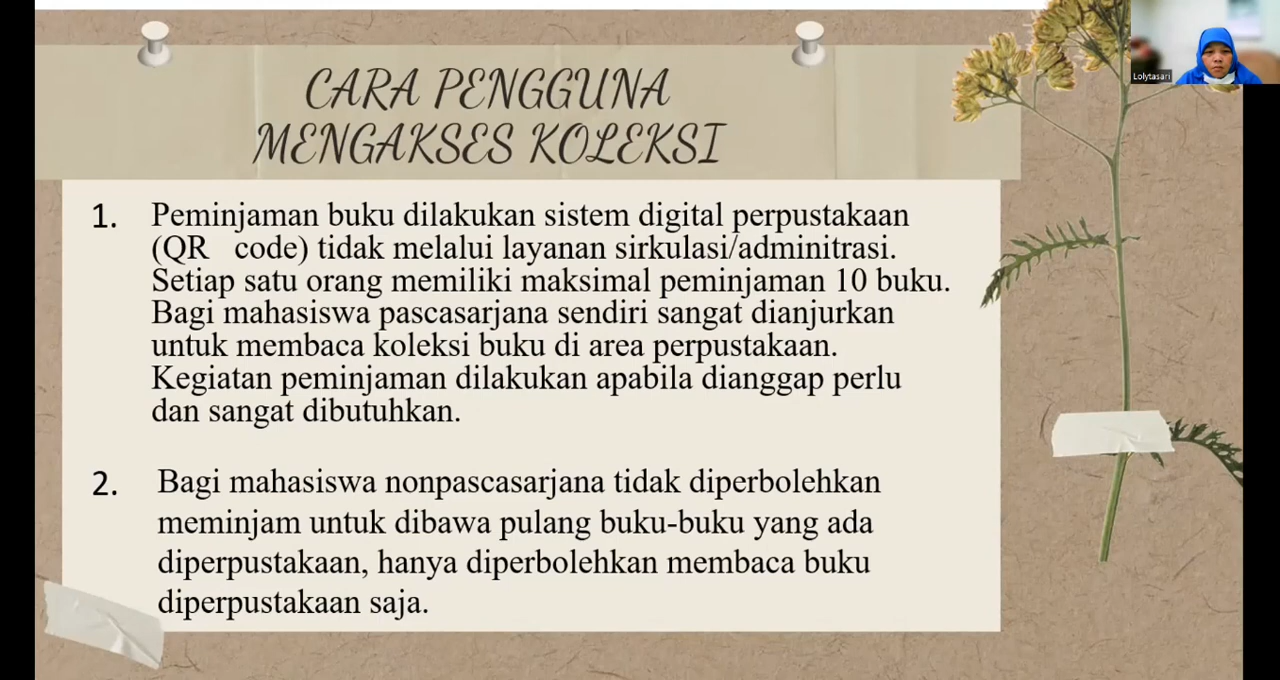 CARA PENGGUNA
MENGAKSES KOLEKSI
Lolytasari
1. Peminjaman buku dilakukan sistem digital perpustakaan
(QR code) tidak melalui layanan sirkulasi/adminitrasi.
Setiap satu orang memiliki maksimal peminjaman 10 buku.
Bagi mahasiswa pascasarjana sendiri sangat dianjurkan
untuk membaca koleksi buku di area perpustakaan.
Kegiatan peminjaman dilakukan apabila dianggap perlu
dan sangat dibutuhkan.
2. Bagi mahasiswa nonpascasarjana tidak diperbolehkan
meminjam untuk dibawa pulang buku-buku yang ada
diperpustakaan, hanya diperbolehkan membaca buku
diperpustakaan saja.